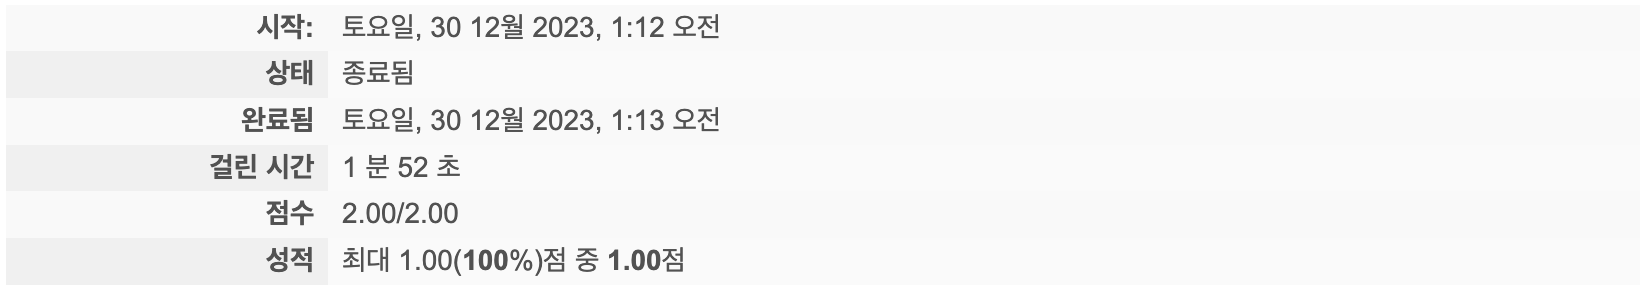 시작: 토요일, 30 12월 2023, 1:12 오전
상태 종료됨
완료됨 토요일, 30 12월 2023, 1:13 오전
걸린 시간 1 분 52 초
점수 2.00/2.00
성적 최대 1.00(100%)점 중 1.00점